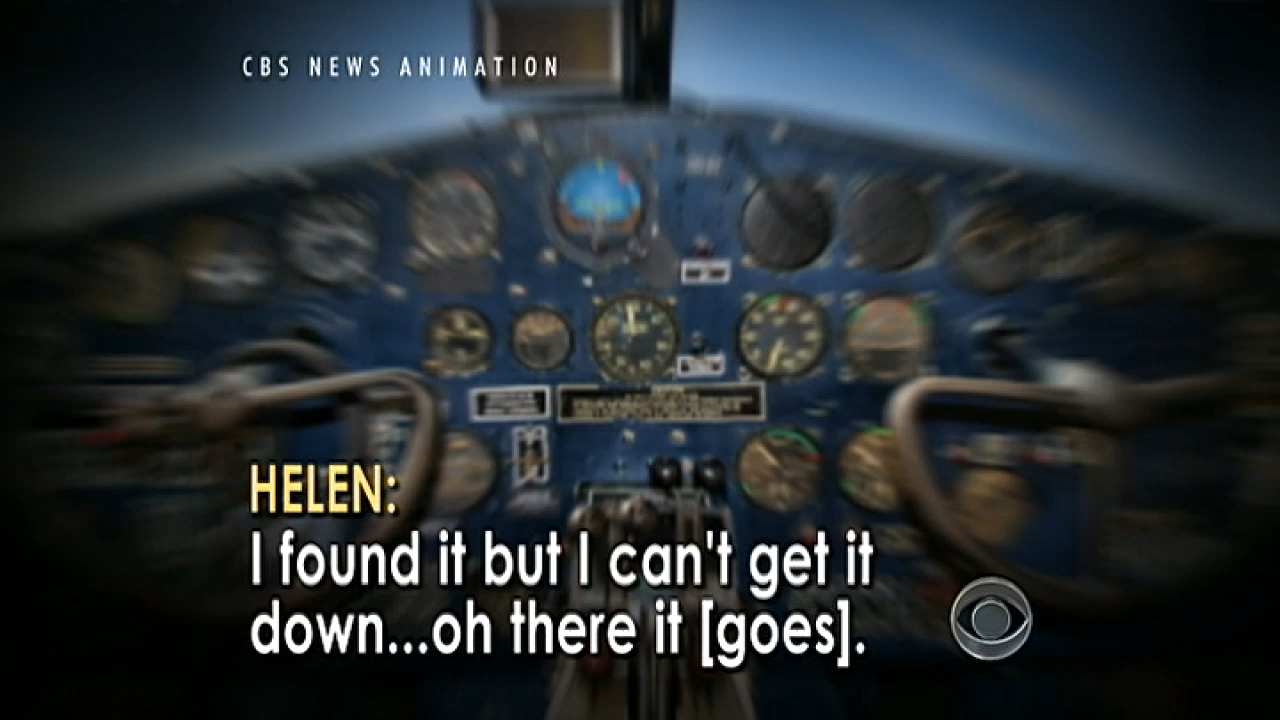 CBS NEWS ANIMATION
HELEN:
I found it but I can't get it
down...oh there it [goes].